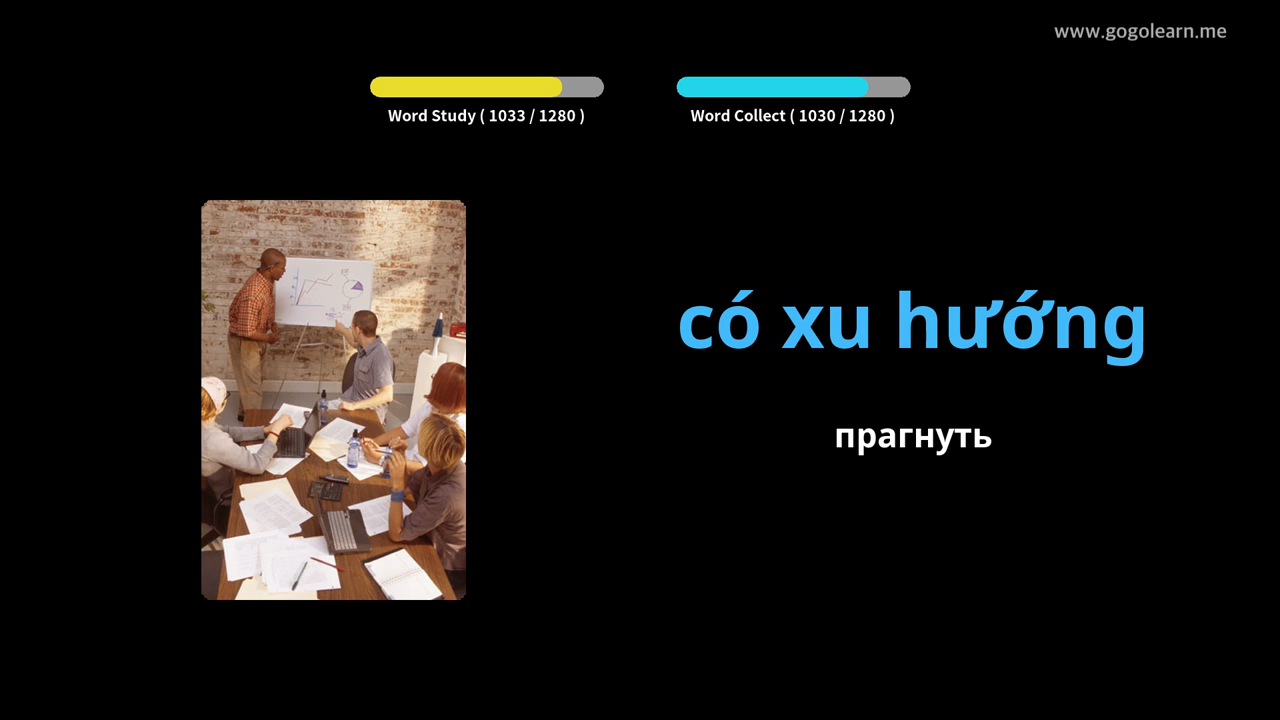 www.gogolearn.me
Word Study ( 1033 / 1280 )
Word Collect ( 1030 / 1280 )
có xu hướng
прагнуть